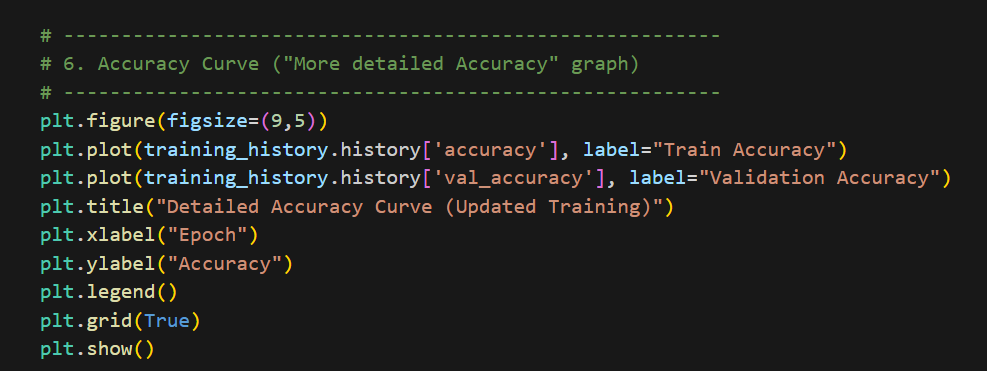 # ---------------------------------------------------------
# 6. Accuracy Curve ("More detailed Accuracy" graph)
# ---------------------------------------------------------
plt.figure(figsize=(9,5))
plt.plot(training_history.history['accuracy'], label="Train Accuracy")
plt.plot(training_history.history['val_accuracy'], label="Validation Accuracy")
plt.title("Detailed Accuracy Curve (Updated Training)")
plt.xlabel("Epoch")
plt.ylabel("Accuracy")
plt.legend()
plt.grid(True)
plt.show()